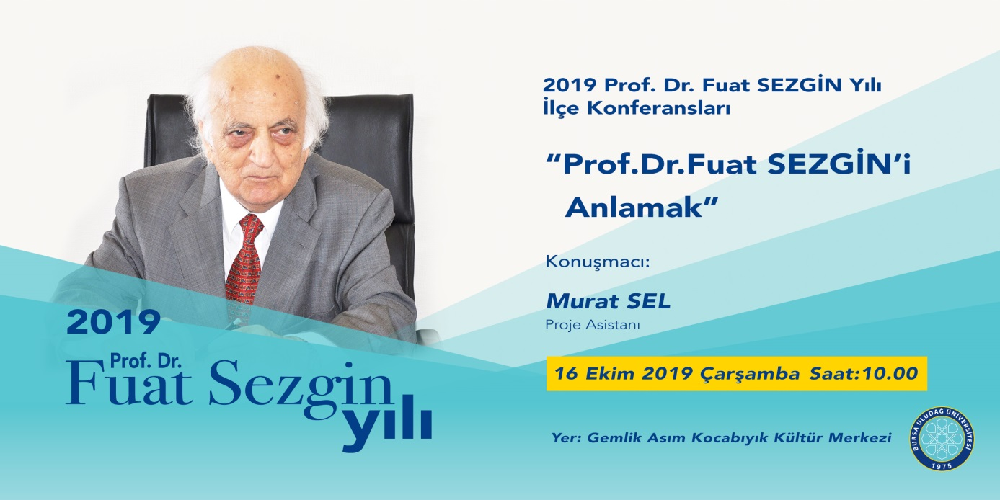 2019
Prof. Dr.
Fuat Sezgin
yılı
2019 Prof. Dr. Fuat SEZGİN Yılı
İlçe Konferansları
“Prof.Dr.Fuat SEZGİN’i
Anlamak”
Konuşmacı:
Murat SEL
Proje Asistanı
16 Ekim 2019 Çarşamba Saat:10.00
Yer: Gemlik Asım Kocabıyık Kültür Merkezi
BURSA ULUDAĞ ÜNİVERSİTESİ
1975